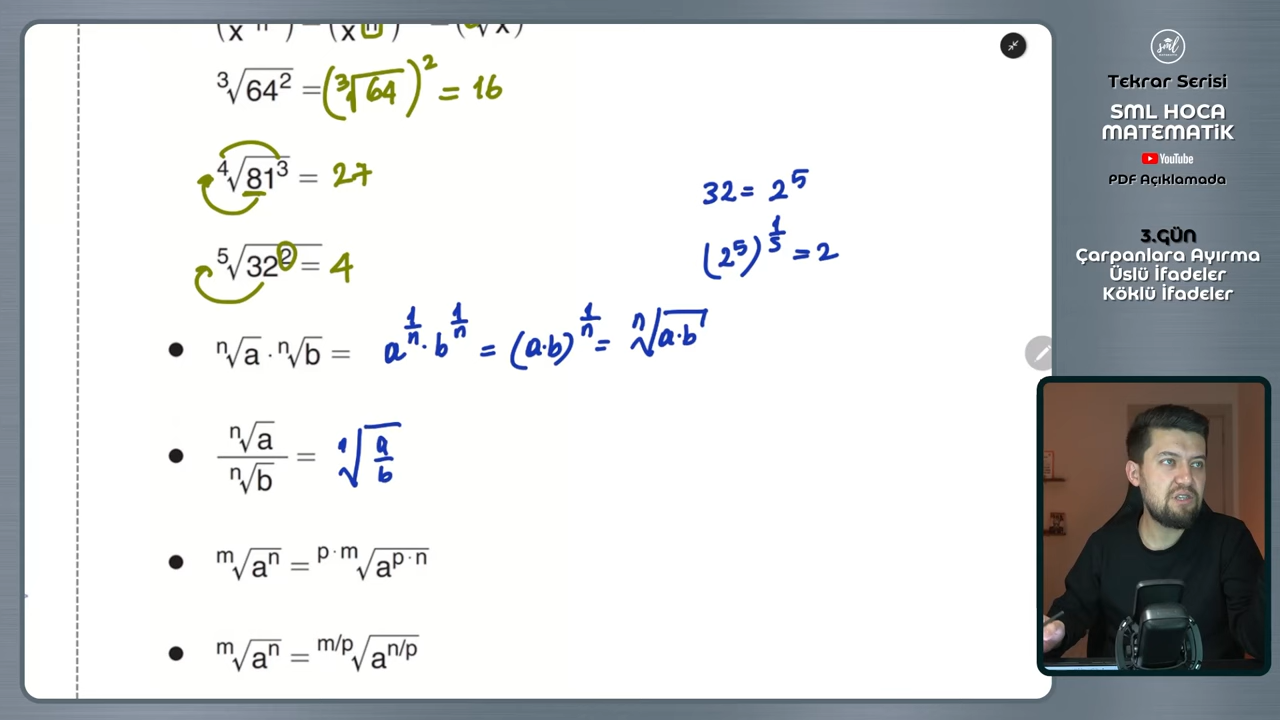 (x ⁿ ) = (x n ) = ( √x)
³√64² = (³√64)² = 16
⁴√81³ = 27
⁵√32² = 4
32 = 2⁵
(2⁵)^(1/5) = 2
• ⁿ√a · ⁿ√b = a^(1/n) · b^(1/n) = (a·b)^(1/n) = ⁿ√(a·b)
• ⁿ√a / ⁿ√b = ⁿ√(a/b)
• ᵐ√aⁿ = ᵖ·ᵐ√a^(p·n)
• ᵐ√aⁿ = ᵐ/ᵖ√a^(n/p)
sml
Tekrar Serisi
SML HOCA
MATEMATİK
YouTube
PDF Açıklamada
3.GÜN
Çarpanlara Ayırma
Üslü İfadeler
Köklü İfadeler